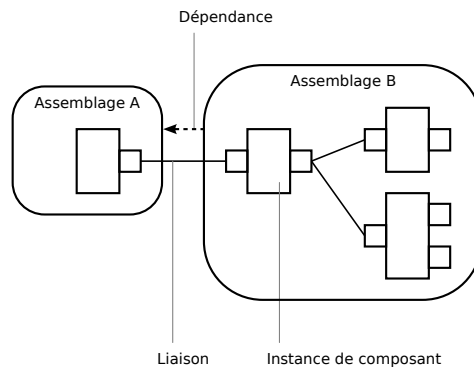 Dépendance
Assemblage A
Assemblage B
Liaison
Instance de composant